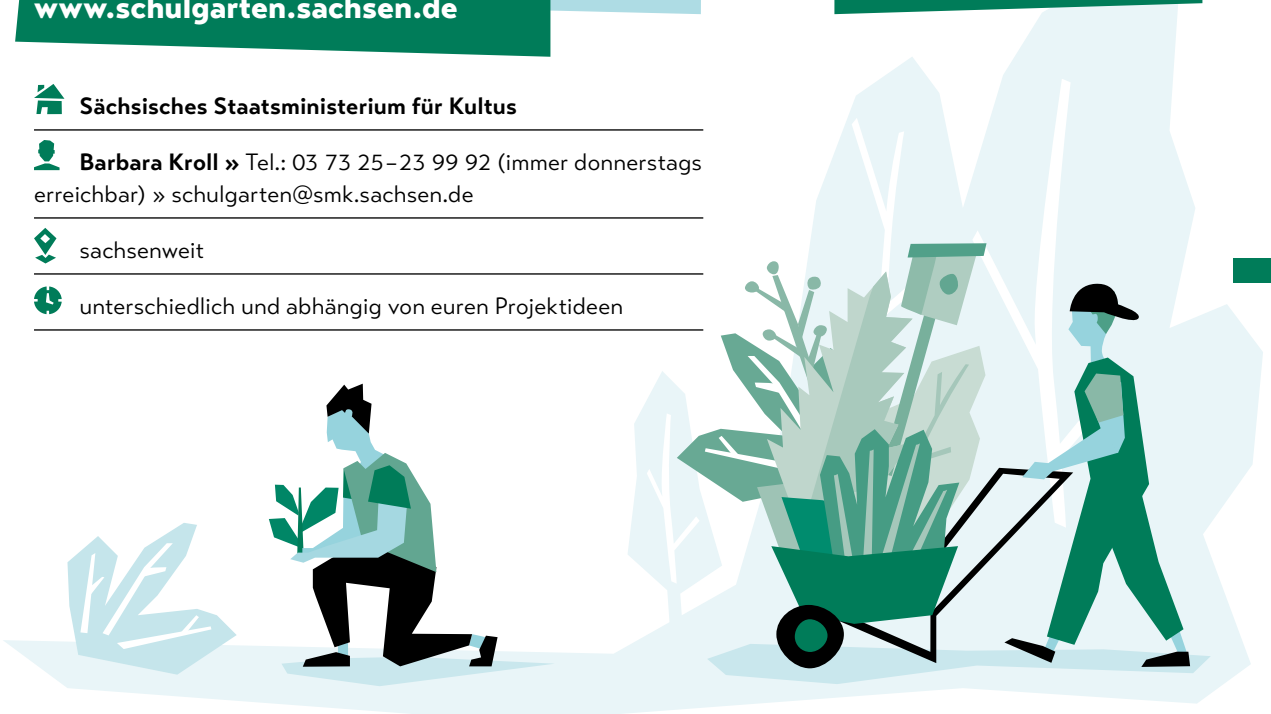 www.schulgarten.sachsen.de
Sächsisches Staatsministerium für Kultus
Barbara Kroll » Tel.: 03 73 25–23 99 92 (immer donnerstags
erreichbar) » schulgarten@smk.sachsen.de
sachsenweit
unterschiedlich und abhängig von euren Projektideen